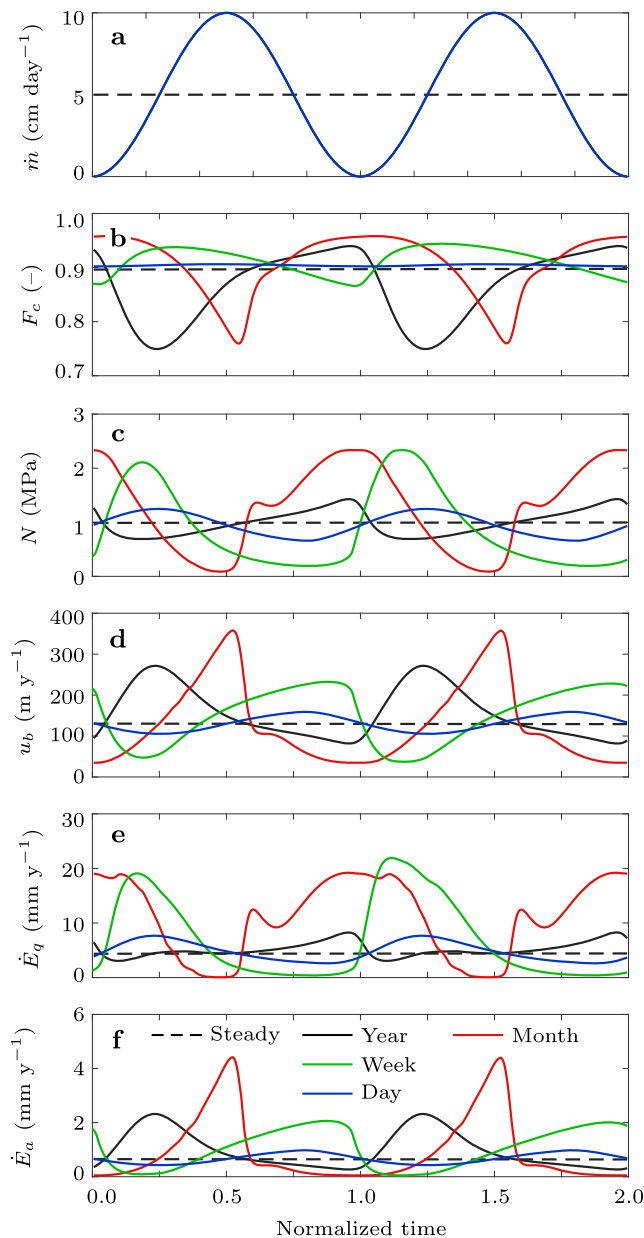 a
10
5
0
ṁ (cm day⁻¹)
b
1.0
0.9
0.8
0.7
F_c (–)
c
3
2
1
0
N (MPa)
d
400
300
200
100
0
u_b (m y⁻¹)
e
30
20
10
0
Ė_q (mm y⁻¹)
f
Steady Year Month
Week
Day
6
4
2
0
Ė_a (mm y⁻¹)
0.0 0.5 1.0 1.5 2.0
Normalized time